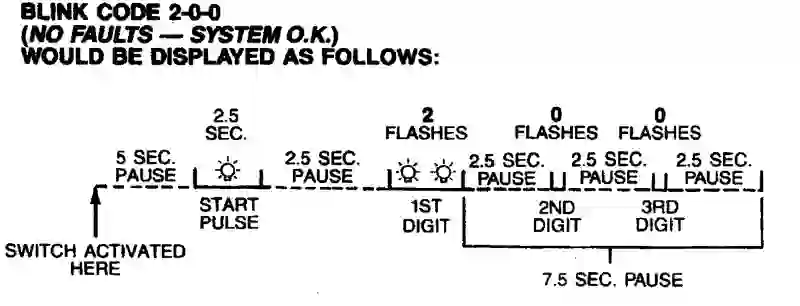 BLINK CODE 2-0-0
(NO FAULTS — SYSTEM O.K.)
WOULD BE DISPLAYED AS FOLLOWS:
2.5 SEC.
2 FLASHES
0 FLASHES
0 FLASHES
5 SEC. PAUSE
2.5 SEC. PAUSE
2.5 SEC. PAUSE
2.5 SEC. PAUSE
2.5 SEC. PAUSE
START PULSE
1ST DIGIT
2ND DIGIT
3RD DIGIT
SWITCH ACTIVATED HERE
7.5 SEC. PAUSE